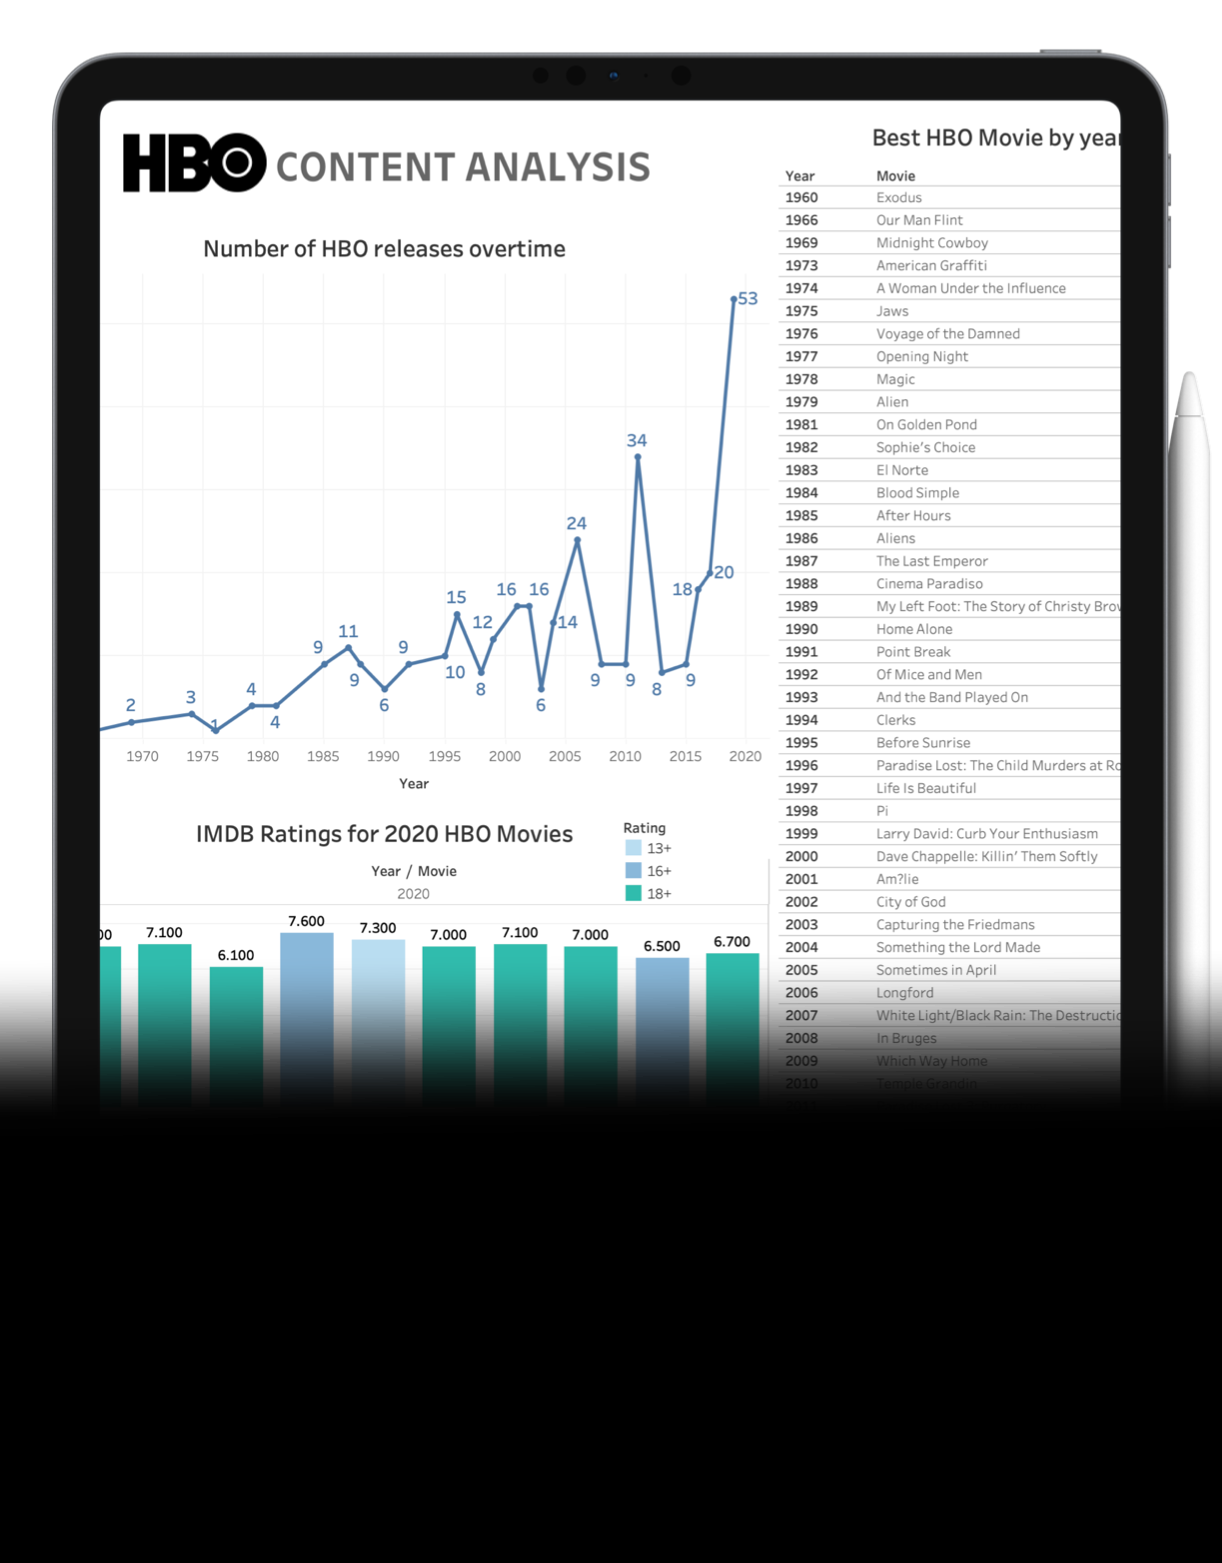 HBO CONTENT ANALYSIS
Number of HBO releases overtime
53
34
24
20
18
16 16
15
14
12
11
10
9
9
9
9
9
9
8
8
6
6
4
4
3
2
1
1970 1975 1980 1985 1990 1995 2000 2005 2010 2015 2020
Year
IMDB Ratings for 2020 HBO Movies
Rating
13+
16+
18+
Year / Movie
2020
00 7.100 6.100 7.600 7.300 7.000 7.100 7.000 6.500 6.700
Best HBO Movie by year
Year Movie
1960 Exodus
1966 Our Man Flint
1969 Midnight Cowboy
1973 American Graffiti
1974 A Woman Under the Influence
1975 Jaws
1976 Voyage of the Damned
1977 Opening Night
1978 Magic
1979 Alien
1981 On Golden Pond
1982 Sophie's Choice
1983 El Norte
1984 Blood Simple
1985 After Hours
1986 Aliens
1987 The Last Emperor
1988 Cinema Paradiso
1989 My Left Foot: The Story of Christy Brow
1990 Home Alone
1991 Point Break
1992 Of Mice and Men
1993 And the Band Played On
1994 Clerks
1995 Before Sunrise
1996 Paradise Lost: The Child Murders at Ro
1997 Life Is Beautiful
1998 Pi
1999 Larry David: Curb Your Enthusiasm
2000 Dave Chappelle: Killin' Them Softly
2001 Am?lie
2002 City of God
2003 Capturing the Friedmans
2004 Something the Lord Made
2005 Sometimes in April
2006 Longford
2007 White Light/Black Rain: The Destructio
2008 In Bruges
2009 Which Way Home
2010 Temple Grandin